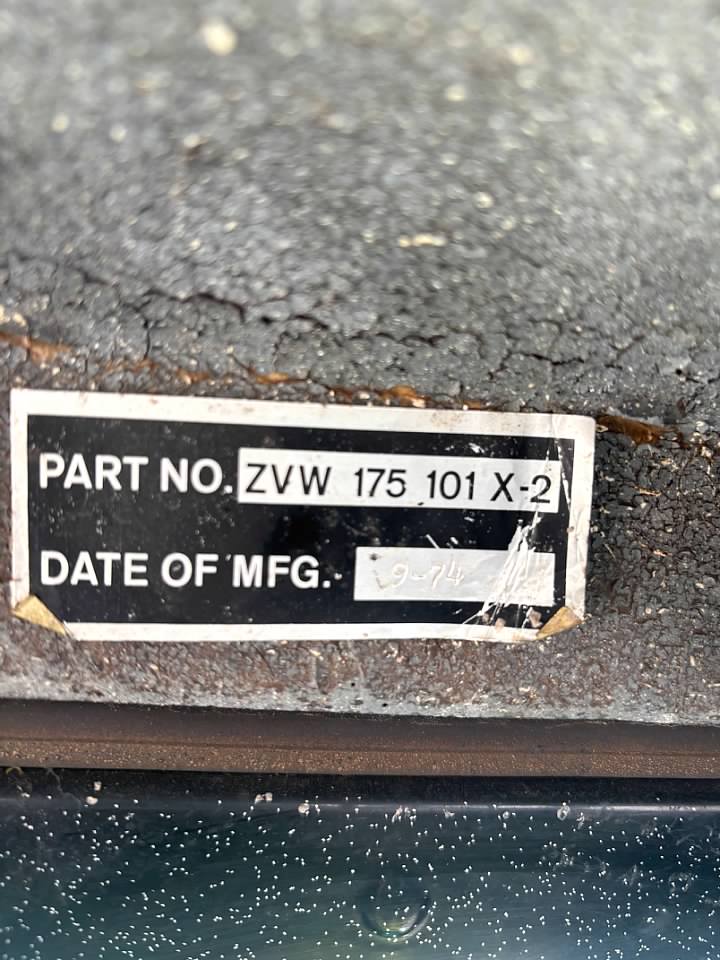 PART NO. ZVW 175 101 X-2
DATE OF MFG. 9-74